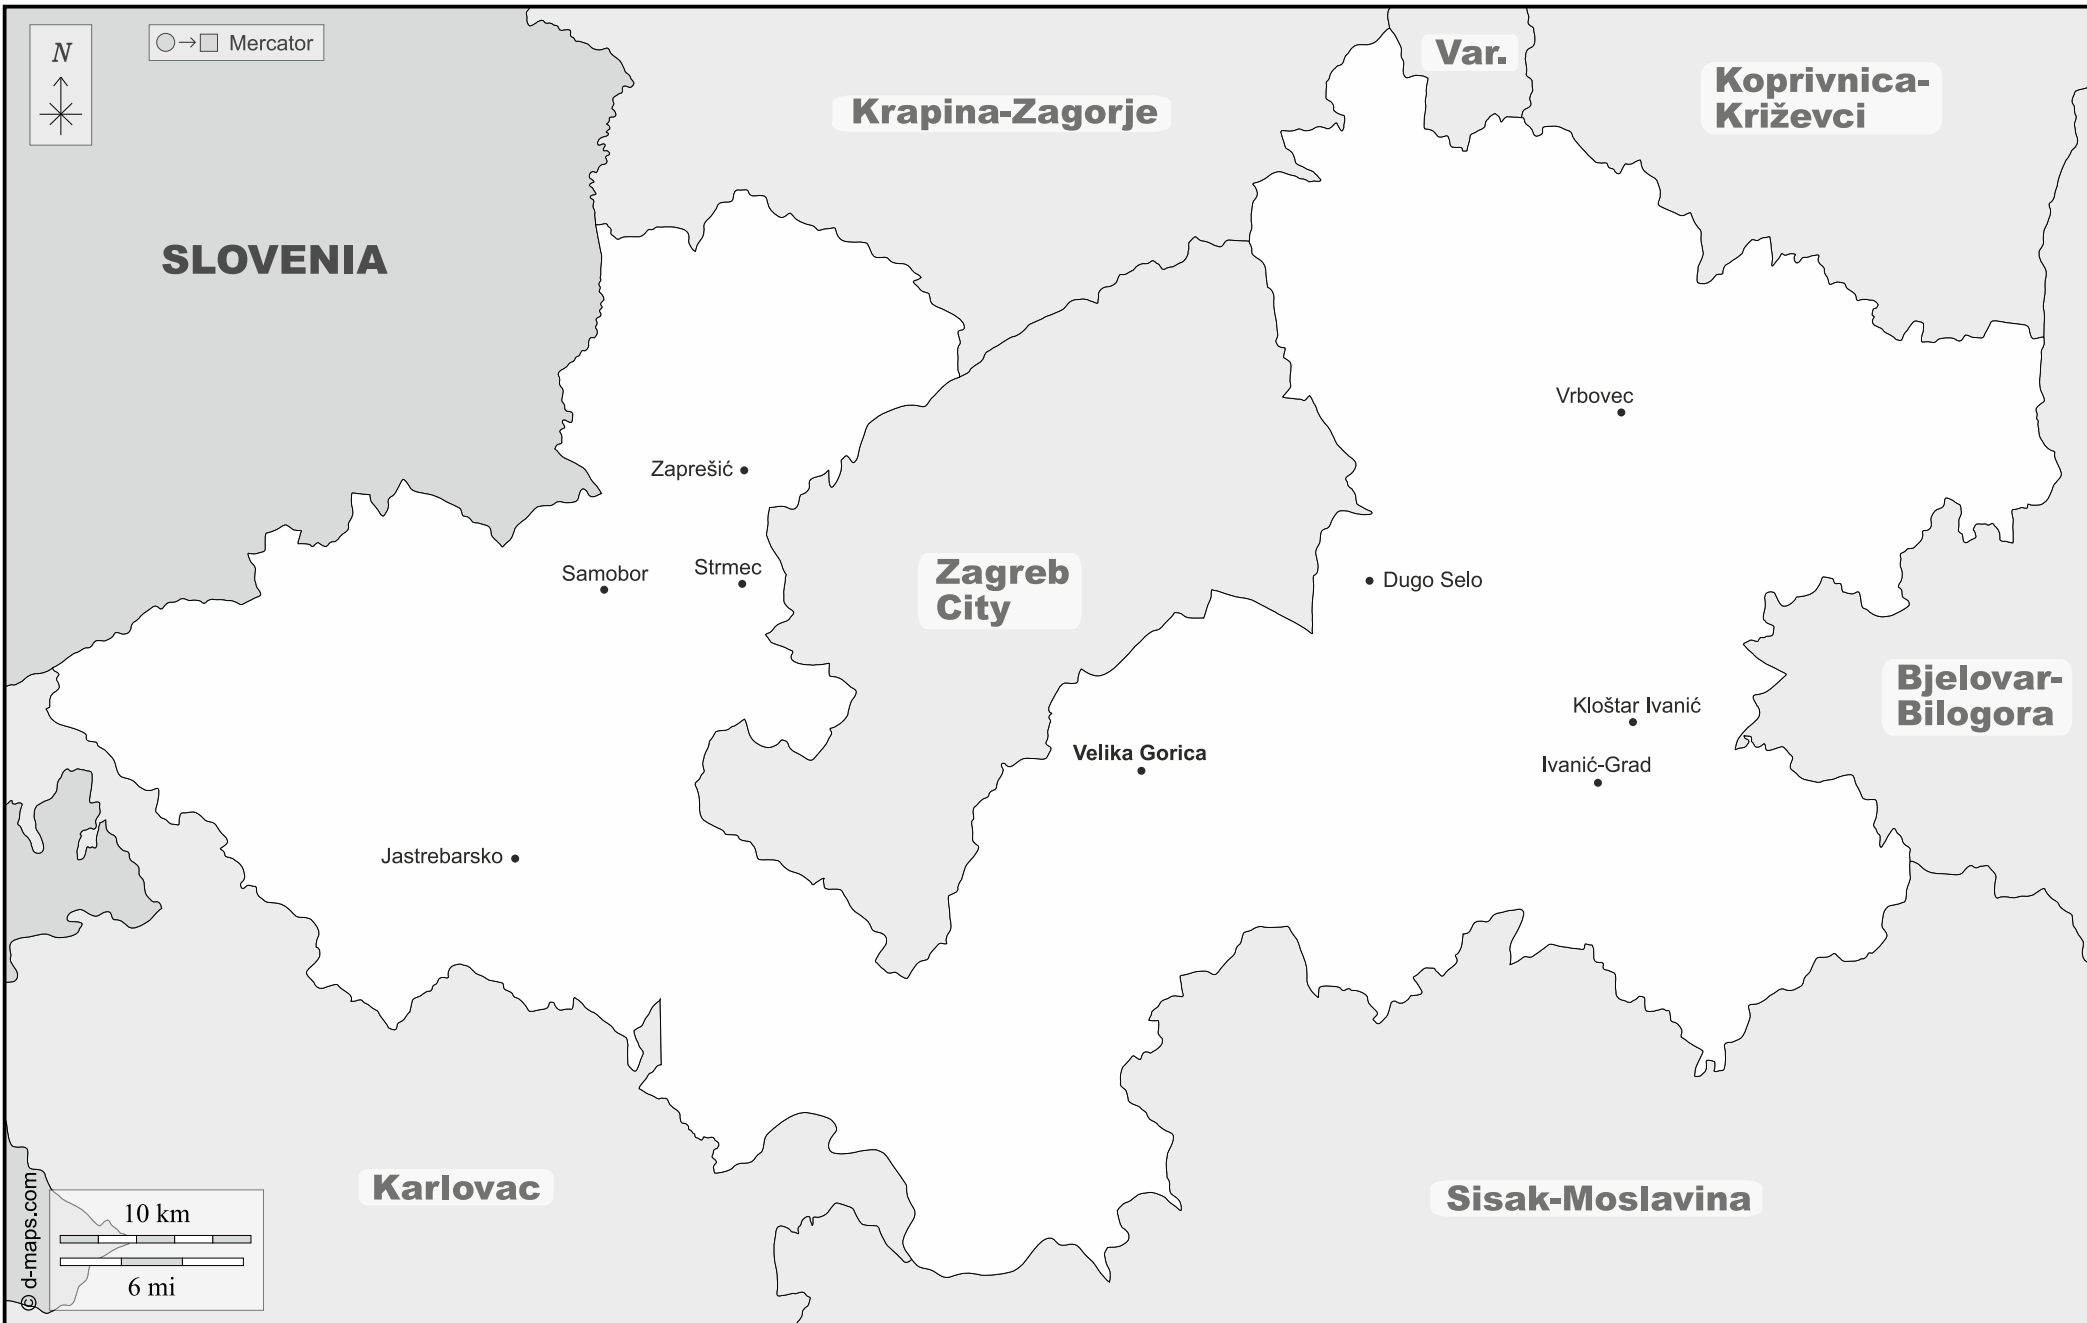 N
Mercator
Var.
Krapina-Zagorje
Koprivnica-
Križevci
SLOVENIA
Vrbovec
Zaprešić
Samobor
Strmec
Zagreb
City
Dugo Selo
Bjelovar-
Bilogora
Kloštar Ivanić
Velika Gorica
Ivanić-Grad
Jastrebarsko
Karlovac
Sisak-Moslavina
10 km
6 mi
© d-maps.com